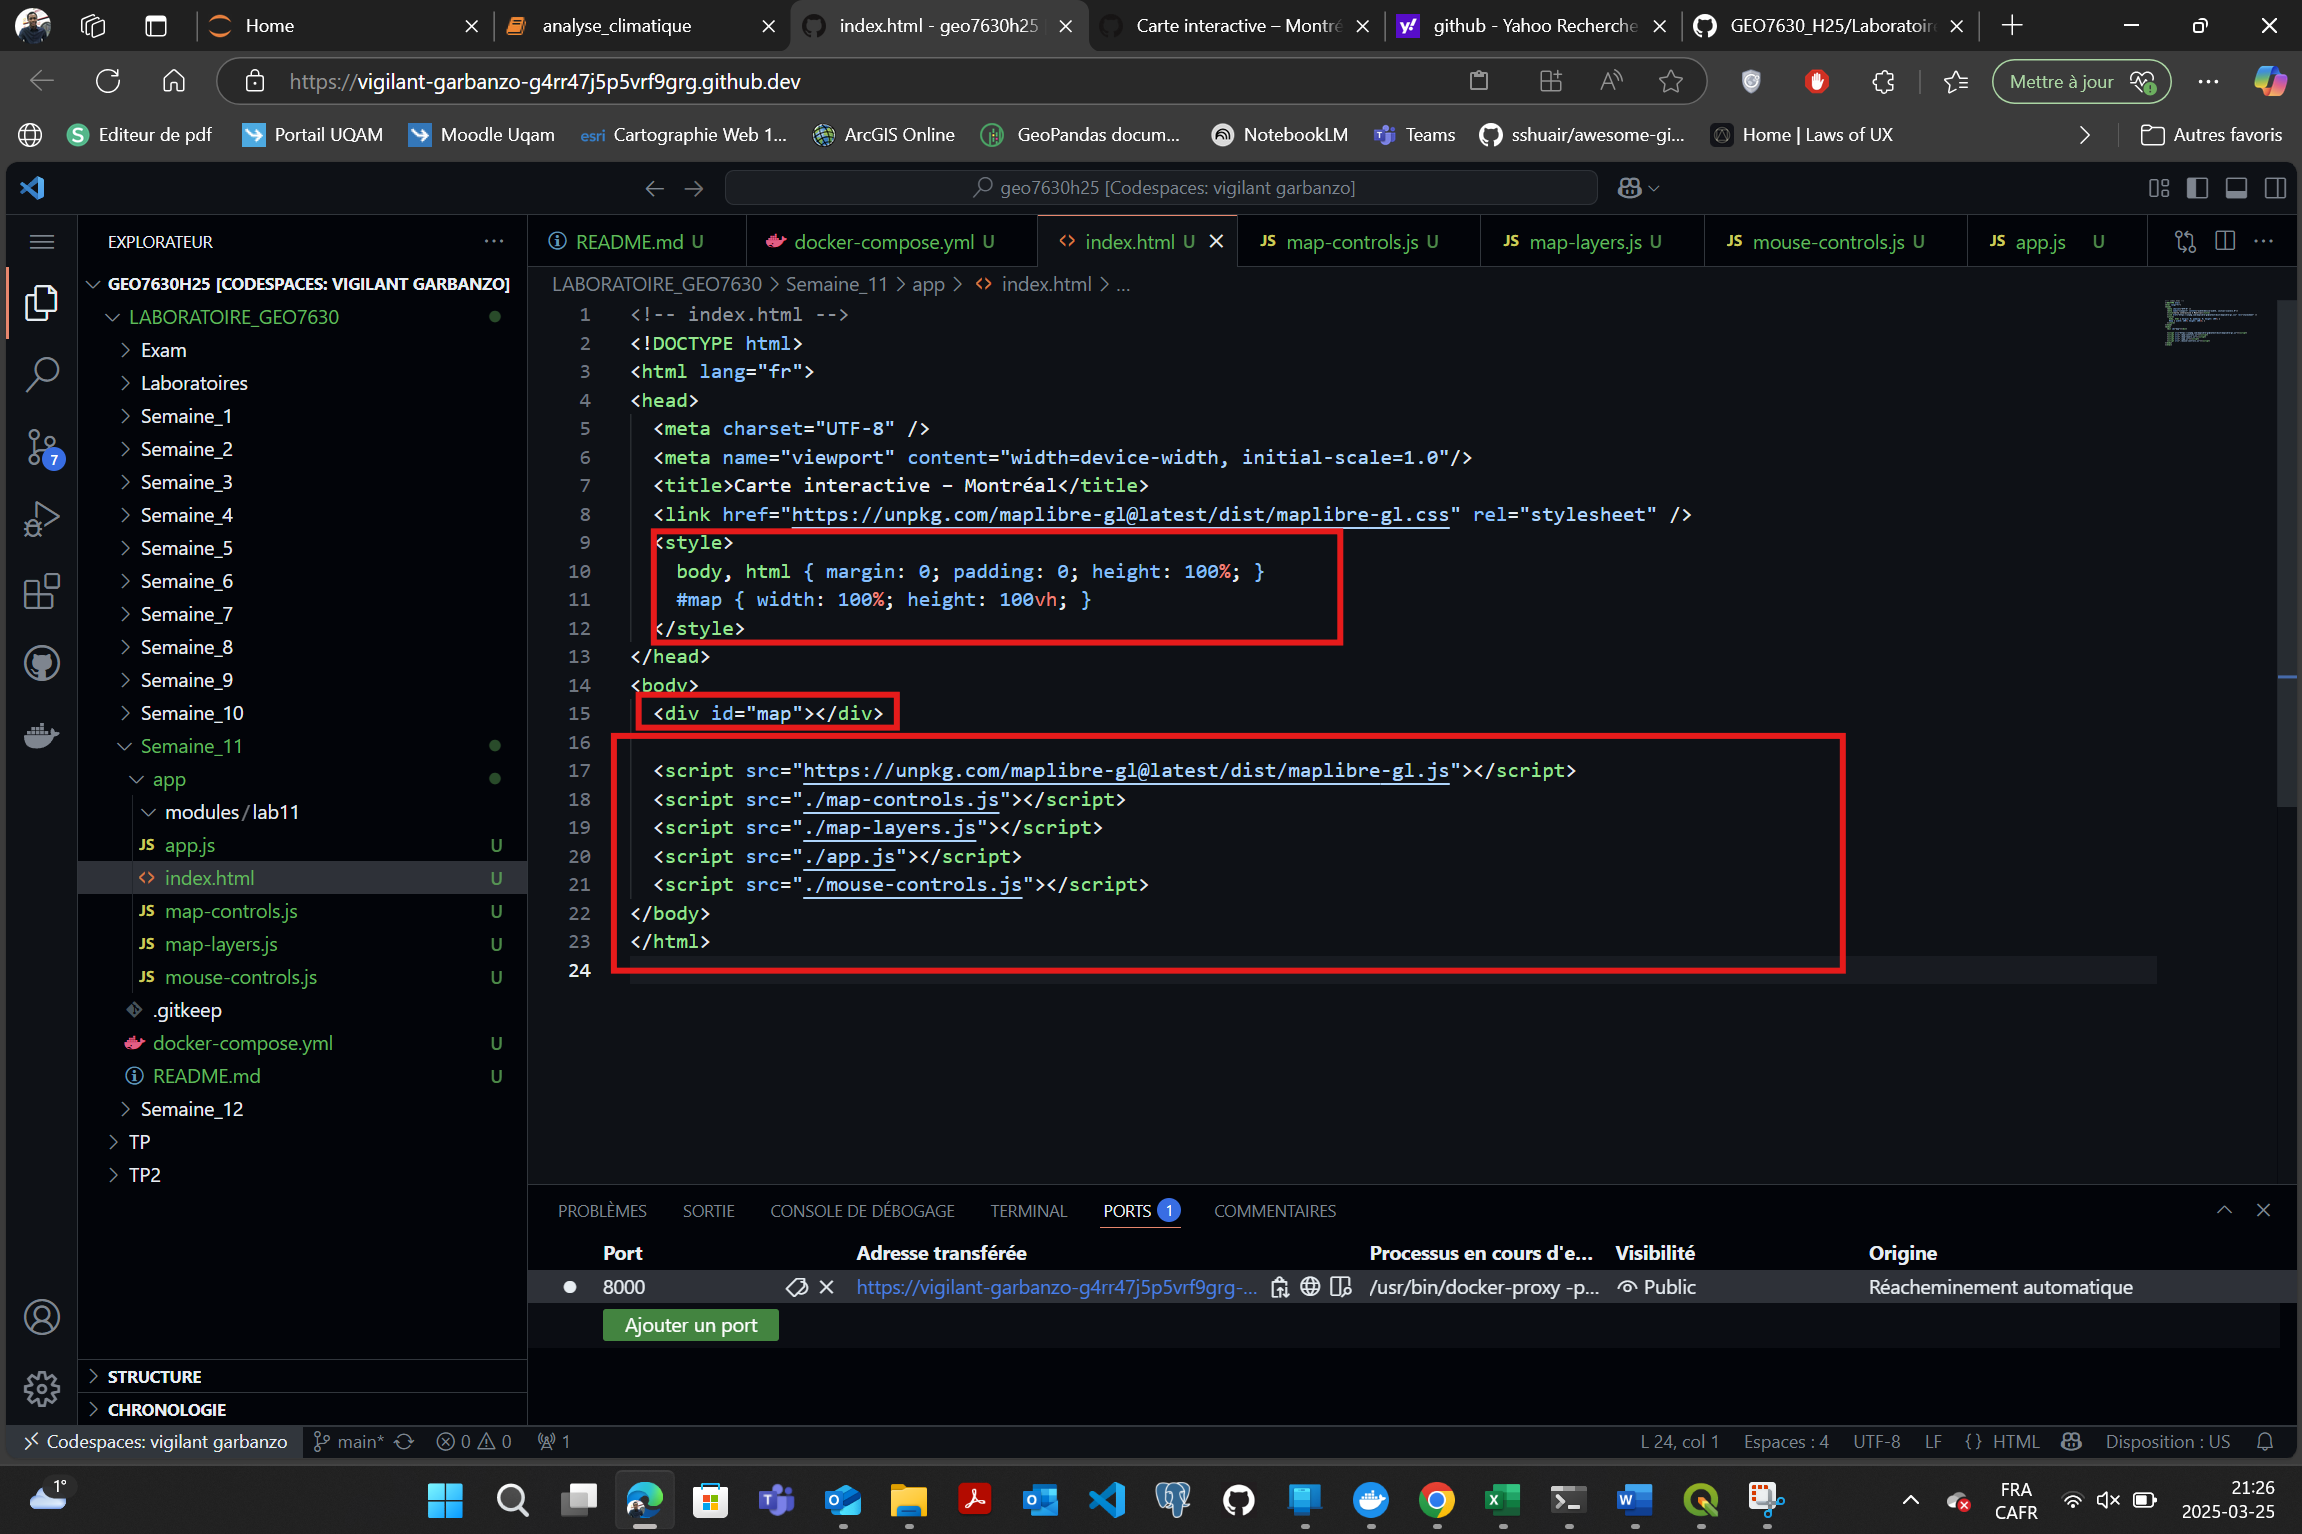 Home
analyse_climatique
index.html - geo7630h25
Carte interactive – Montré
github - Yahoo Recherche
GEO7630_H25/Laboratoir
https://vigilant-garbanzo-g4rr47j5p5vrf9grg.github.dev
Mettre à jour
Editeur de pdf
Portail UQAM
Moodle Uqam
esri Cartographie Web 1...
ArcGIS Online
GeoPandas docum...
NotebookLM
Teams
sshuair/awesome-gi...
Home | Laws of UX
Autres favoris
geo7630h25 [Codespaces: vigilant garbanzo]
EXPLORATEUR
README.md U
docker-compose.yml U
index.html U
JS map-controls.js U
JS map-layers.js U
JS mouse-controls.js U
JS app.js U
GEO7630H25 [CODESPACES: VIGILANT GARBANZO]
LABORATOIRE_GEO7630
Exam
Laboratoires
Semaine_1
Semaine_2
Semaine_3
Semaine_4
Semaine_5
Semaine_6
Semaine_7
Semaine_8
Semaine_9
Semaine_10
Semaine_11
app
modules/lab11
JS app.js U
index.html U
JS map-controls.js U
JS map-layers.js U
JS mouse-controls.js U
.gitkeep
docker-compose.yml U
README.md U
Semaine_12
TP
TP2
STRUCTURE
CHRONOLOGIE
7
LABORATOIRE_GEO7630 > Semaine_11 > app > index.html > ...
1 <!-- index.html -->
2 <!DOCTYPE html>
3 <html lang="fr">
4 <head>
5 <meta charset="UTF-8" />
6 <meta name="viewport" content="width=device-width, initial-scale=1.0"/>
7 <title>Carte interactive – Montréal</title>
8 <link href="https://unpkg.com/maplibre-gl@latest/dist/maplibre-gl.css" rel="stylesheet" />
9 <style>
10 body, html { margin: 0; padding: 0; height: 100%; }
11 #map { width: 100%; height: 100vh; }
12 </style>
13 </head>
14 <body>
15 <div id="map"></div>
16
17 <script src="https://unpkg.com/maplibre-gl@latest/dist/maplibre-gl.js"></script>
18 <script src="./map-controls.js"></script>
19 <script src="./map-layers.js"></script>
20 <script src="./app.js"></script>
21 <script src="./mouse-controls.js"></script>
22 </body>
23 </html>
24
PROBLÈMES SORTIE CONSOLE DE DÉBOGAGE TERMINAL PORTS 1 COMMENTAIRES
Port Adresse transférée Processus en cours d'e... Visibilité Origine
8000 https://vigilant-garbanzo-g4rr47j5p5vrf9grg-... /usr/bin/docker-proxy -p... Public Réacheminement automatique
Ajouter un port
Codespaces: vigilant garbanzo main* 0 0 1 L 24, col 1 Espaces : 4 UTF-8 LF {} HTML Disposition : US
1°
FRA
CAFR
21:26
2025-03-25